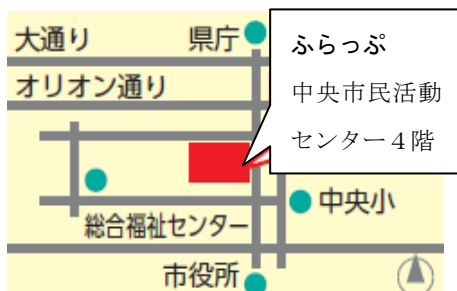 大通り
県庁
オリオン通り
ふらっぷ
中央市民活動
センター４階
中央小
総合福祉センター
市役所